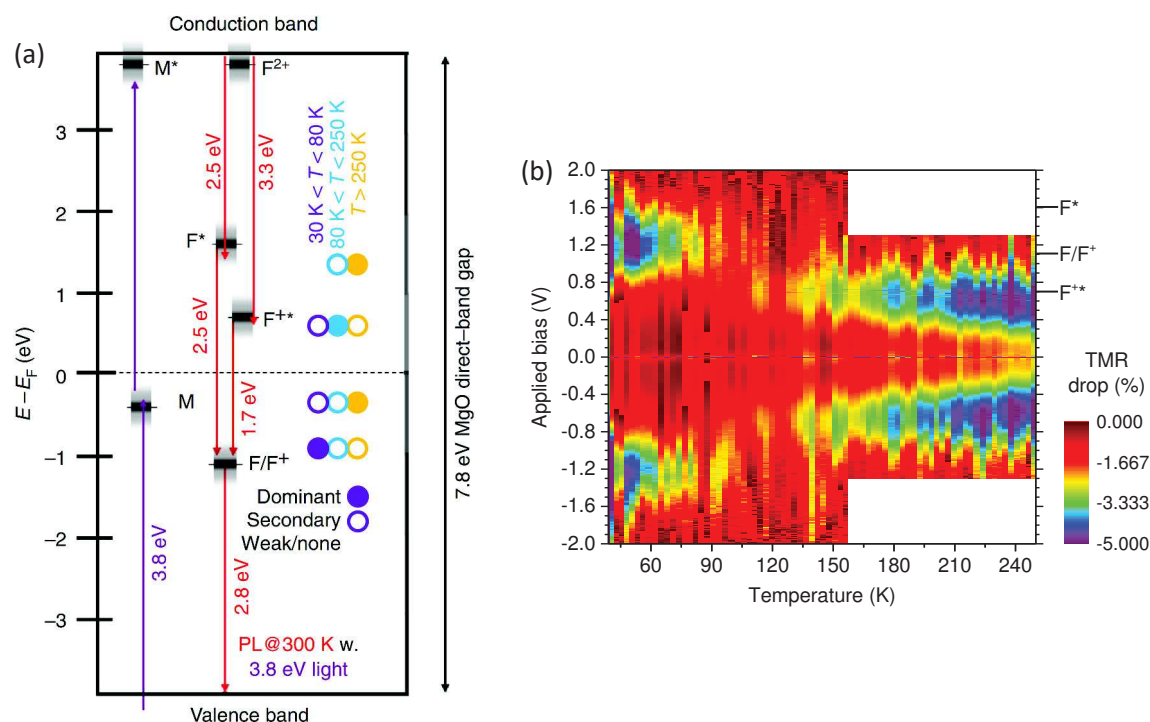 (a)
Conduction band
M*
F2+
3
2
1
0
−1
−2
−3
E−EF (eV)
2.5 eV
3.3 eV
30 K < T < 80 K
80 K < T < 250 K
T > 250 K
F*
F+*
2.5 eV
1.7 eV
M
F/F+
Dominant
Secondary
Weak/none
3.8 eV
2.8 eV
PL@300 K w.
3.8 eV light
7.8 eV MgO direct−band gap
Valence band
(b)
2.0
1.6
1.2
0.8
0.4
0.0
-0.4
-0.8
-1.2
-1.6
-2.0
Applied bias (V)
F*
F/F+
F+*
60
90
120
150
180
210
240
Temperature (K)
TMR
drop (%)
0.000
-1.667
-3.333
-5.000